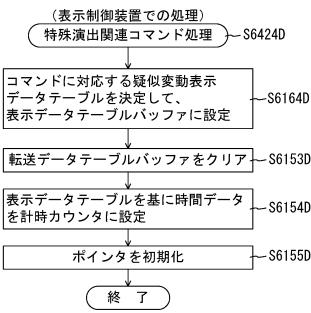 (表示制御装置での処理)
特殊演出関連コマンド処理
S6424D
コマンドに対応する疑似変動表示
データテーブルを決定して、
表示データテーブルバッファに設定
S6164D
転送データテーブルバッファをクリア
S6153D
表示データテーブルを基に時間データ
を計時カウンタに設定
S6154D
ポインタを初期化
S6155D
終 了